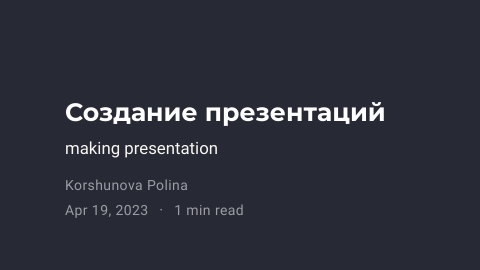 Создание презентаций
making presentation
Korshunova Polina
Apr 19, 2023 · 1 min read